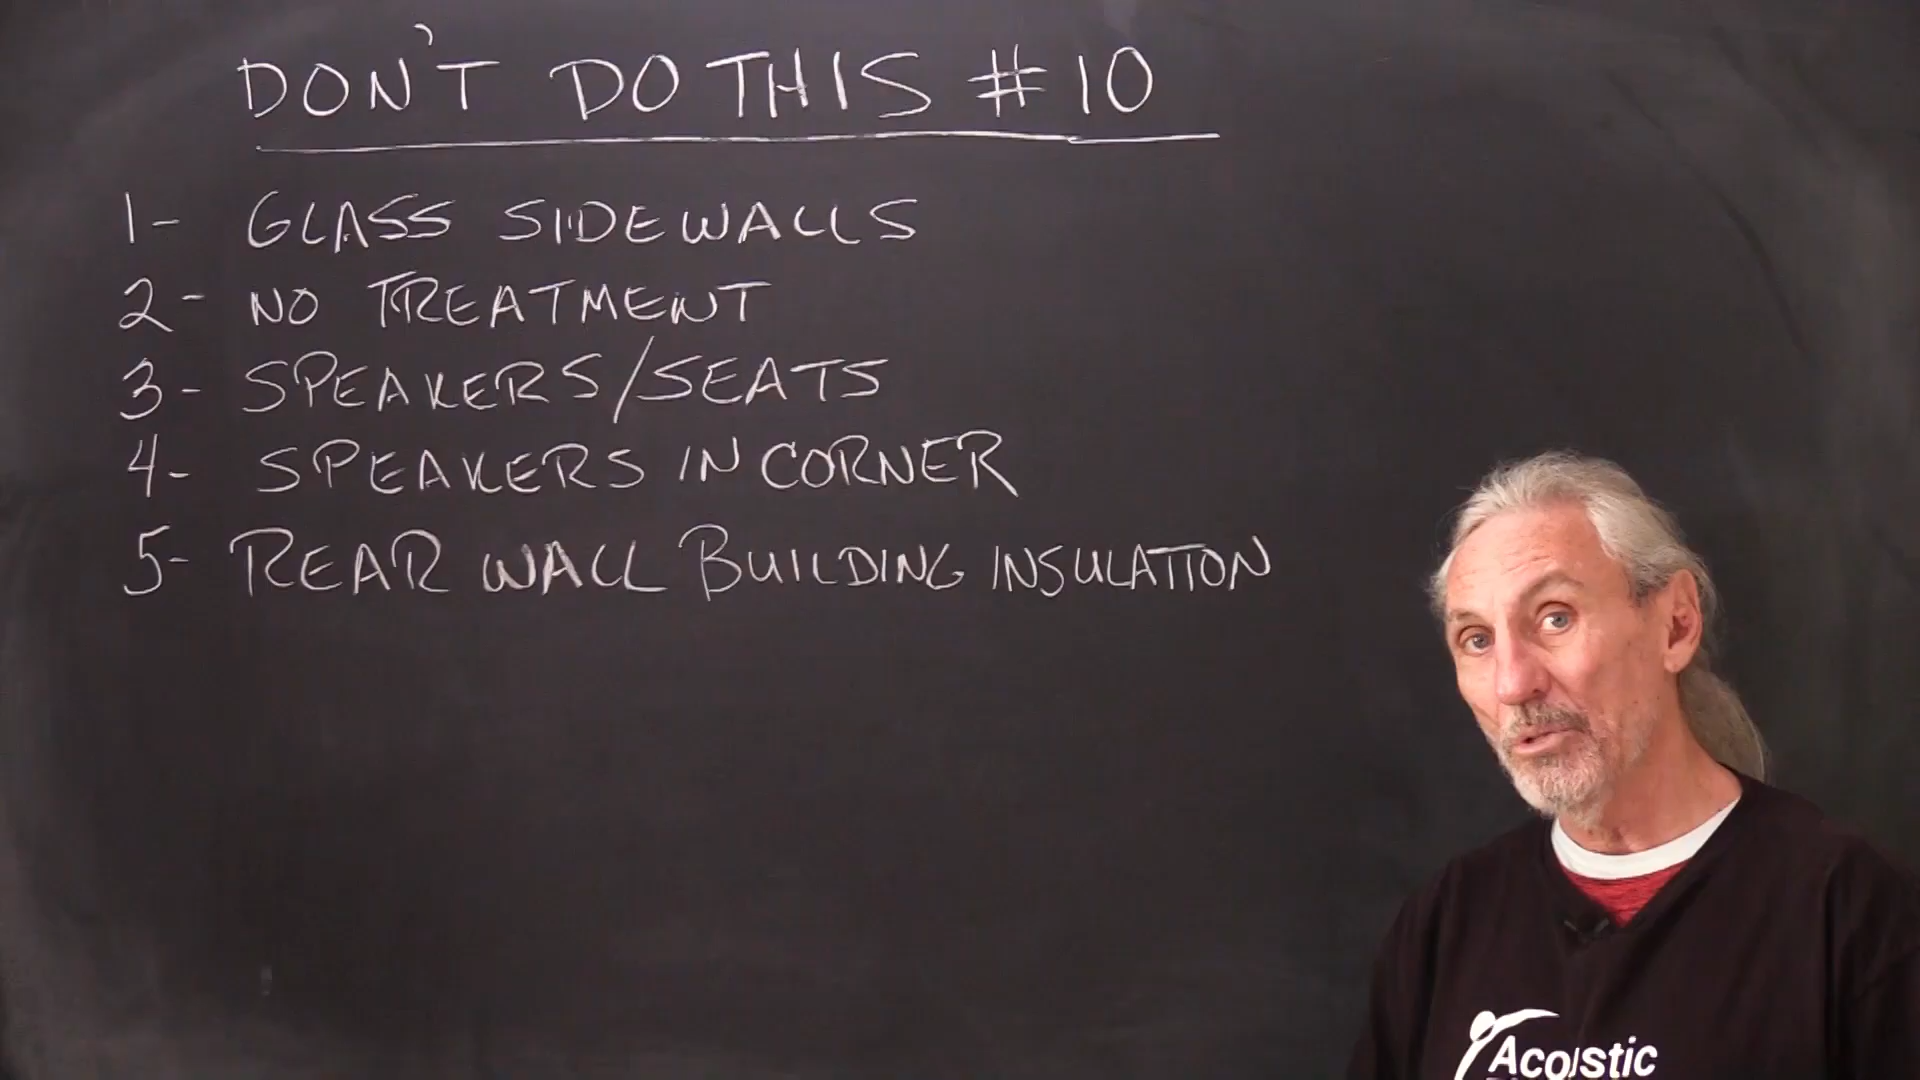 DON'T DO THIS #10
1- GLASS SIDEWALLS
2- NO TREATMENT
3- SPEAKERS/SEATS
4- SPEAKERS IN CORNER
5- REAR WALL BUILDING INSULATION
Acoustic